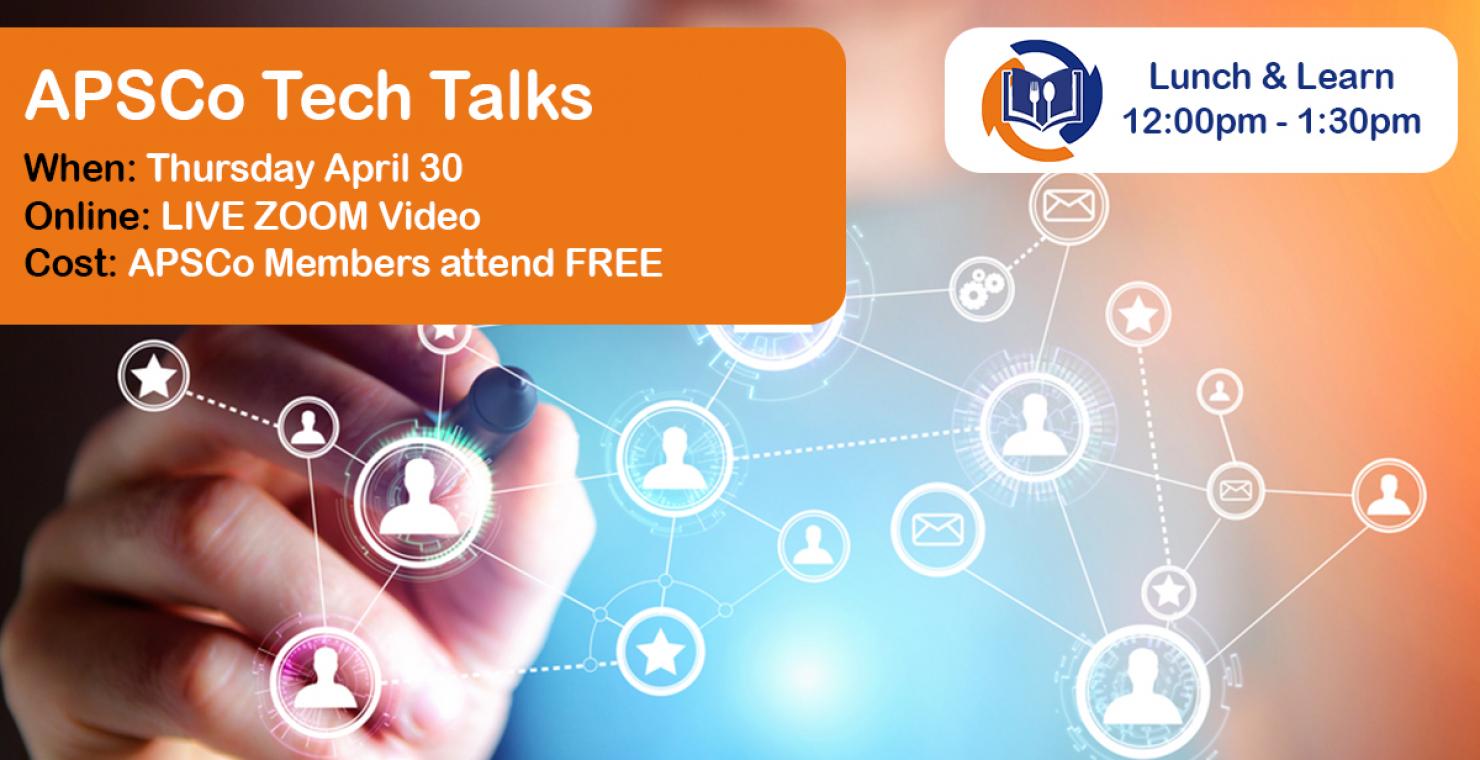 APSCo Tech Talks
When: Thursday April 30
Online: LIVE ZOOM Video
Cost: APSCo Members attend FREE
Lunch & Learn
12:00pm - 1:30pm